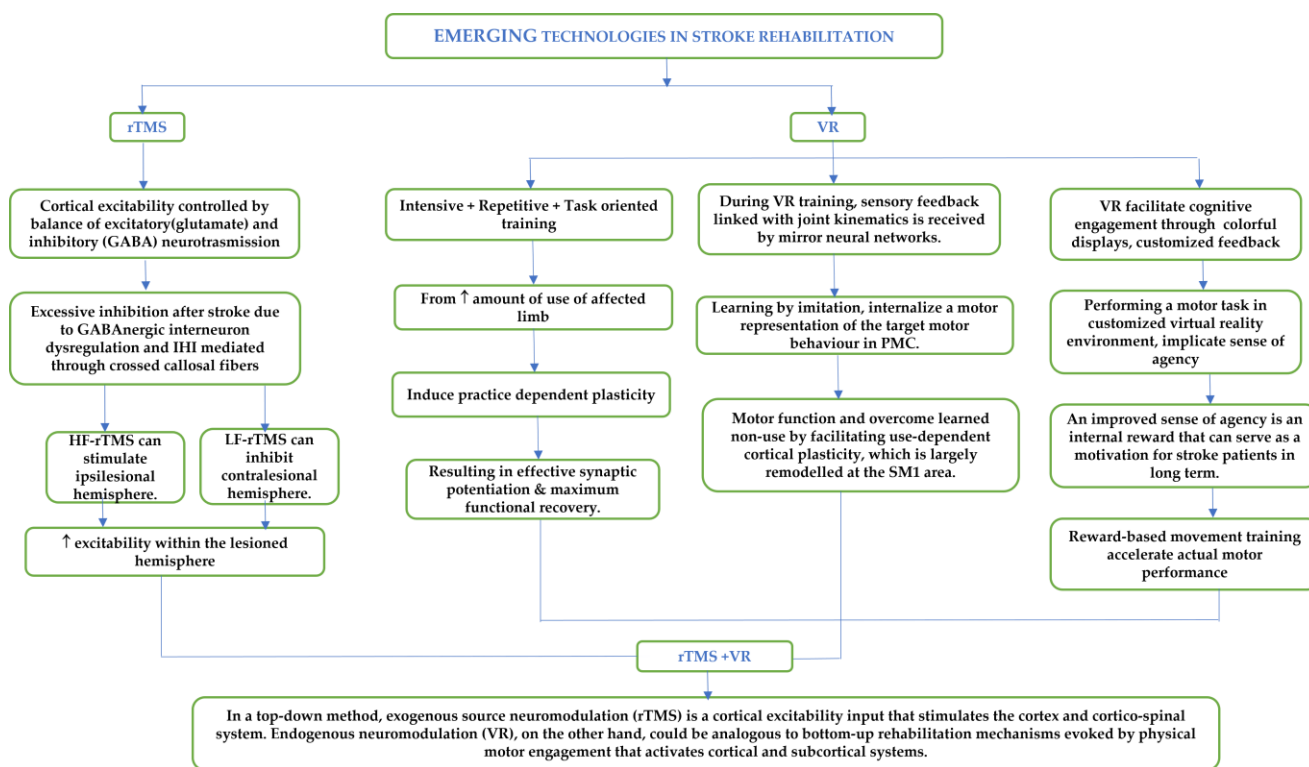 EMERGING TECHNOLOGIES IN STROKE REHABILITATION
rTMS
VR
Cortical excitability controlled by
balance of excitatory(glutamate) and
inhibitory (GABA) neurotrasmission
Excessive inhibition after stroke due
to GABAnergic interneuron
dysregulation and IHI mediated
through crossed callosal fibers
HF-rTMS can
stimulate
ipsilesional
hemisphere.
LF-rTMS can
inhibit
contralesional
hemisphere.
↑ excitability within the lesioned
hemisphere
Intensive + Repetitive + Task oriented
training
From ↑ amount of use of affected
limb
Induce practice dependent plasticity
Resulting in effective synaptic
potentiation & maximum
functional recovery.
During VR training, sensory feedback
linked with joint kinematics is received
by mirror neural networks.
Learning by imitation, internalize a motor
representation of the target motor
behaviour in PMC.
Motor function and overcome learned
non-use by facilitating use-dependent
cortical plasticity, which is largely
remodelled at the SM1 area.
VR facilitate cognitive
engagement through colorful
displays, customized feedback
Performing a motor task in
customized virtual reality
environment, implicate sense of
agency
An improved sense of agency is an
internal reward that can serve as a
motivation for stroke patients in
long term.
Reward-based movement training
accelerate actual motor
performance
rTMS +VR
In a top-down method, exogenous source neuromodulation (rTMS) is a cortical excitability input that stimulates the cortex and cortico-spinal
system. Endogenous neuromodulation (VR), on the other hand, could be analogous to bottom-up rehabilitation mechanisms evoked by physical
motor engagement that activates cortical and subcortical systems.